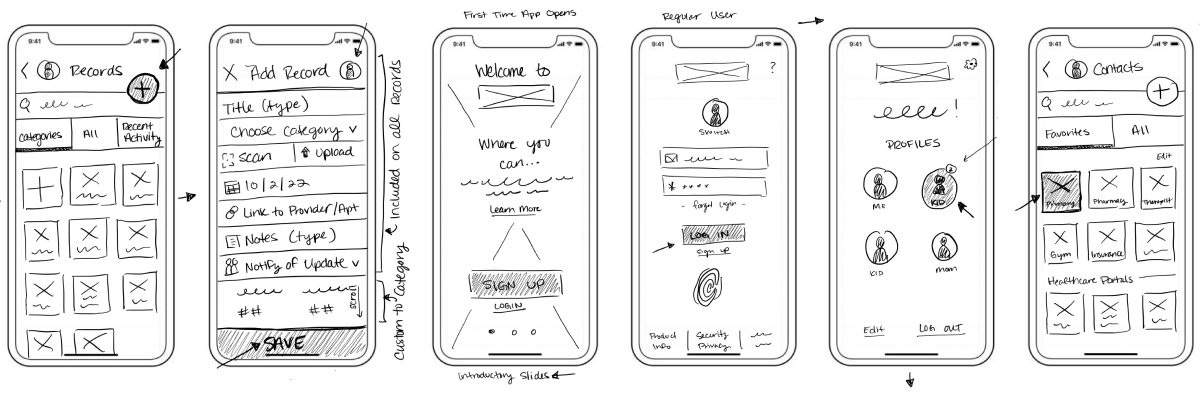 9:41
Records
+
Categories
All
Recent Activity
9:41
X Add Record
Title (type)
Choose Category v
Scan
Upload
10/2/22
Link to Provider/Apt
Notes (type)
Notify of Update v
##
##
scroll
SAVE
Included on all Records
Custom to Category
First Time App Opens
9:41
Welcome to
Where you
can...
Learn More
SIGN UP
LOGIN
Introductory Slides
Regular User
9:41
?
Switch
* ****
- forgot login -
LOG IN
sign up
Product Info
Security Privacy
9:41
!
PROFILES
ME
KID
2
KID
mom
Edit
LOG OUT
9:41
Contacts
+
Favorites
All
Edit
Primary
Pharmacy
Therapist
Gym
Insurance
Healthcare Portals